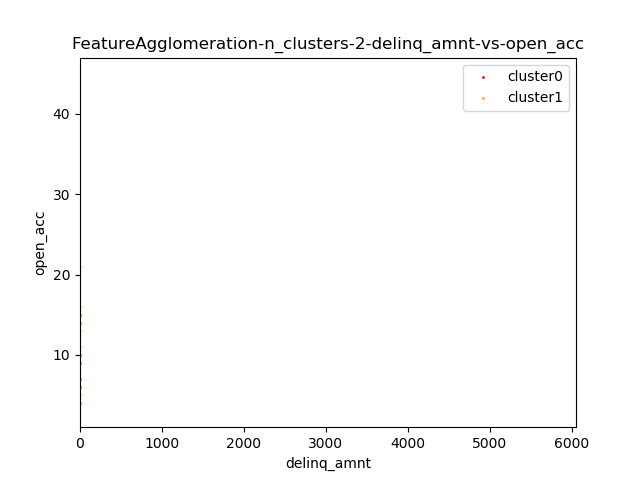 FeatureAgglomeration-n_clusters-2-delinq_amnt-vs-open_acc
cluster0
cluster1
40
30
20
10
open_acc
0 1000 2000 3000 4000 5000 6000
delinq_amnt